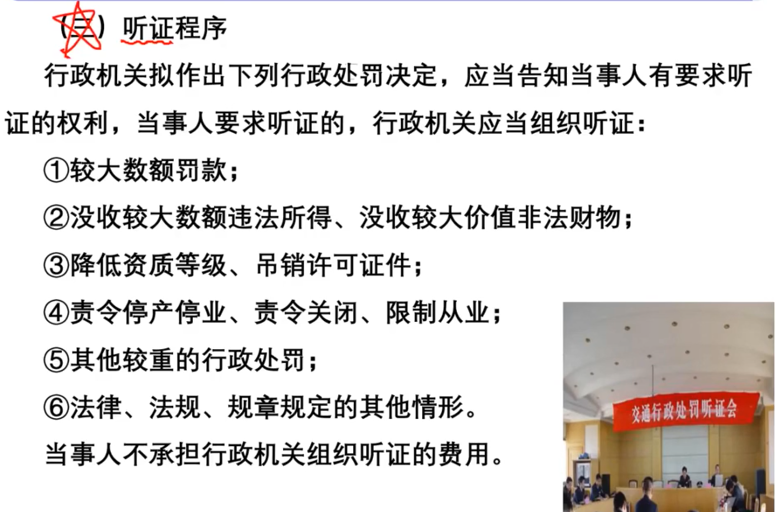 （三）听证程序
行政机关拟作出下列行政处罚决定，应当告知当事人有要求听
证的权利，当事人要求听证的，行政机关应当组织听证：
①较大数额罚款；
②没收较大数额违法所得、没收较大价值非法财物；
③降低资质等级、吊销许可证件；
④责令停产停业、责令关闭、限制从业；
⑤其他较重的行政处罚；
⑥法律、法规、规章规定的其他情形。
当事人不承担行政机关组织听证的费用。
交通行政处罚听证会